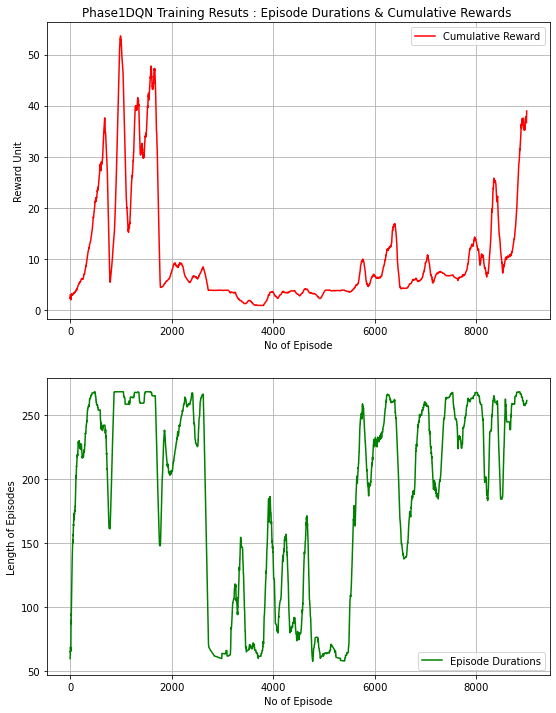 Phase1DQN Training Resuts : Episode Durations & Cumulative Rewards
Cumulative Reward
50
40
30
20
10
0
Reward Unit
0 2000 4000 6000 8000
No of Episode
250
200
150
100
50
Length of Episodes
Episode Durations
0 2000 4000 6000 8000
No of Episode